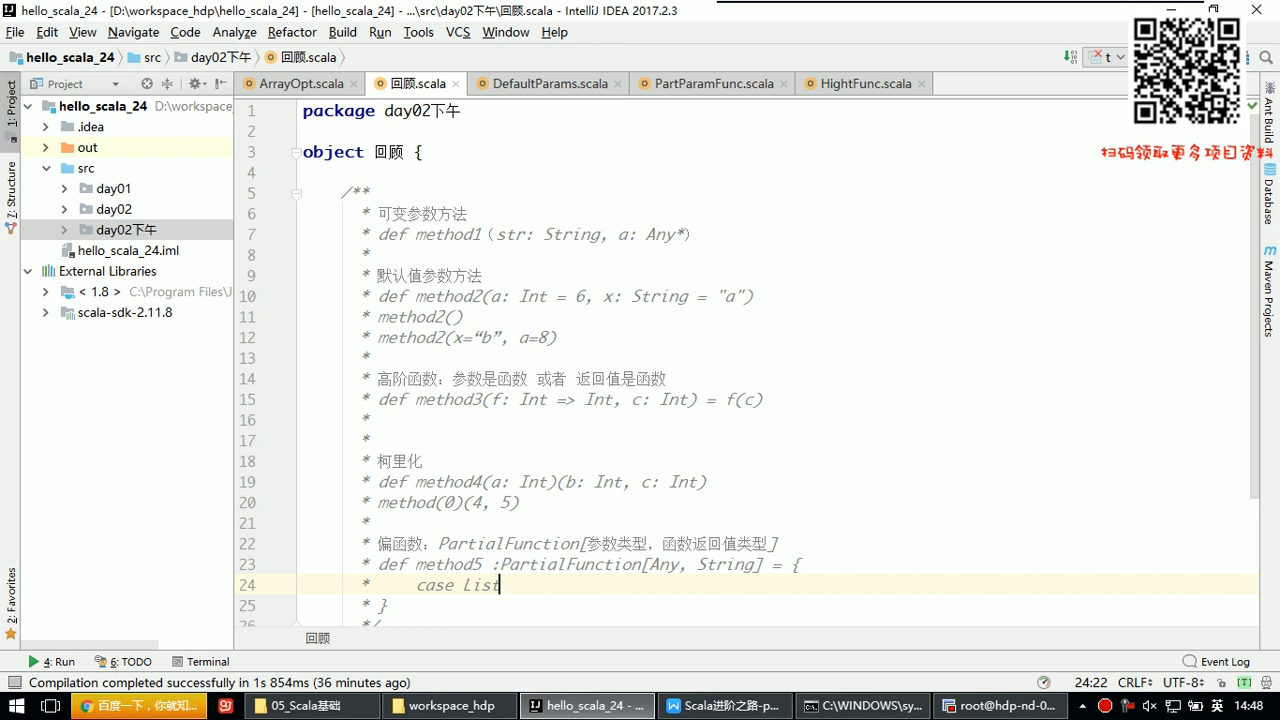 hello_scala_24 - [D:\workspace_hdp\hello_scala_24] - [hello_scala_24] - ...\src\day02下午\回顾.scala - IntelliJ IDEA 2017.2.3
File Edit View Navigate Code Analyze Refactor Build Run Tools VCS Window Help
hello_scala_24 src day02下午 回顾.scala
t
Project
ArrayOpt.scala 回顾.scala DefaultParams.scala PartParamFunc.scala HightFunc.scala
扫码领取更多项目资料
1: Project
Z: Structure
2: Favorites
hello_scala_24 D:\workspace_
.idea
out
src
day01
day02
day02下午
hello_scala_24.iml
External Libraries
< 1.8 > C:\Program Files\J
scala-sdk-2.11.8
1 package day02下午
2
3 object 回顾 {
4
5 /**
6 * 可变参数方法
7 * def method1（str: String, a: Any*）
8 *
9 * 默认值参数方法
10 * def method2(a: Int = 6, x: String = "a")
11 * method2()
12 * method2(x=“b”, a=8)
13 *
14 * 高阶函数：参数是函数 或者 返回值是函数
15 * def method3(f: Int => Int, c: Int) = f(c)
16 *
17 *
18 * 柯里化
19 * def method4(a: Int)(b: Int, c: Int)
20 * method(0)(4, 5)
21 *
22 * 偏函数：PartialFunction[参数类型，函数返回值类型]
23 * def method5 :PartialFunction[Any, String] = {
24 * case List
25 * }
26 */
回顾
Ant Build
Database
Maven Projects
4: Run 6: TODO Terminal Event Log
Compilation completed successfully in 1s 854ms (36 minutes ago) 24:22 CRLF UTF-8
百度一下，你就知... 05_Scala基础 workspace_hdp hello_scala_24 - ... Scala进阶之路-p... C:\WINDOWS\sy... root@hdp-nd-0... 英 14:48